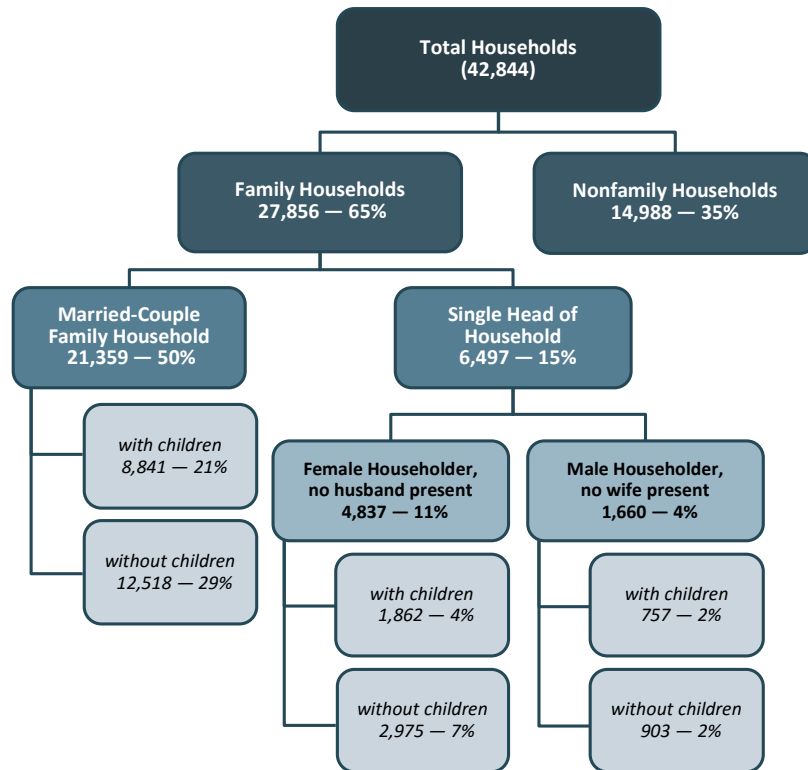 Total Households
(42,844)
Family Households
27,856 — 65%
Nonfamily Households
14,988 — 35%
Married-Couple
Family Household
21,359 — 50%
Single Head of
Household
6,497 — 15%
with children
8,841 — 21%
without children
12,518 — 29%
Female Householder,
no husband present
4,837 — 11%
Male Householder,
no wife present
1,660 — 4%
with children
1,862 — 4%
without children
2,975 — 7%
with children
757 — 2%
without children
903 — 2%